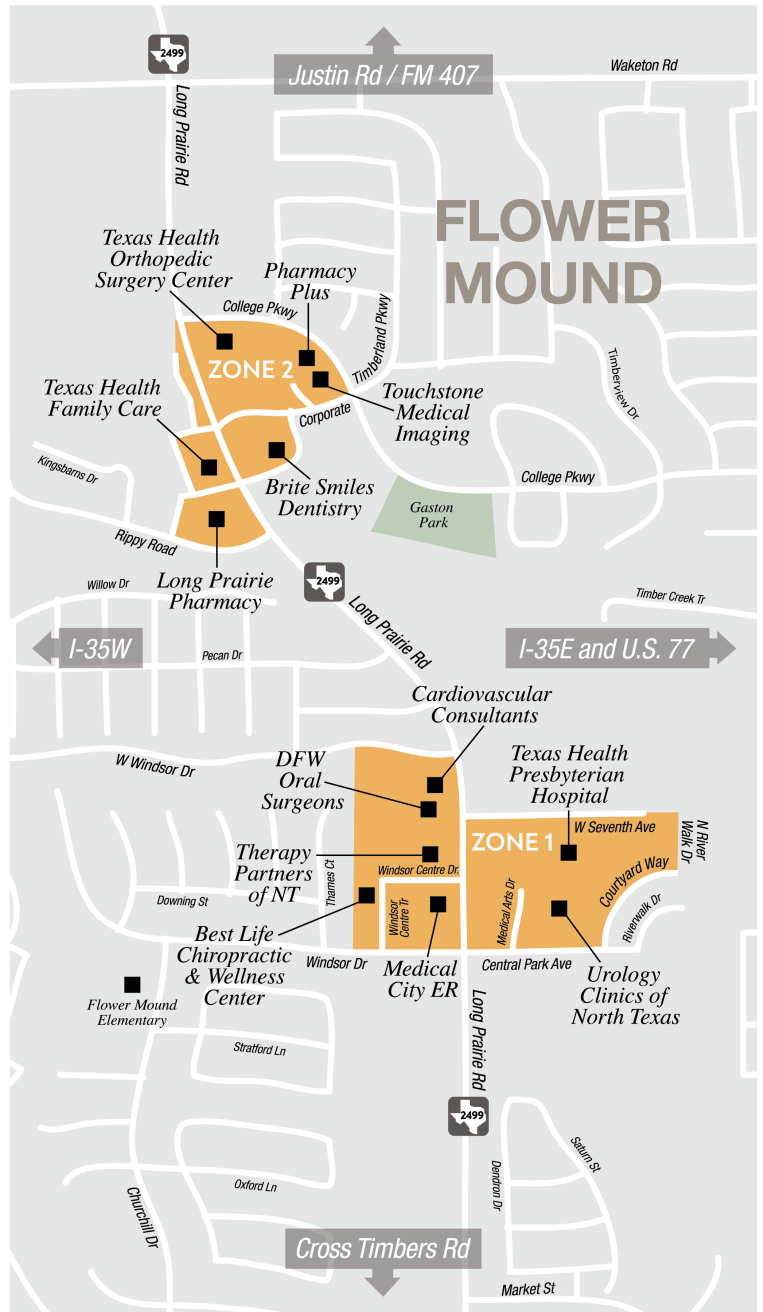 2499
Justin Rd / FM 407
Waketon Rd
Long Prairie Rd
FLOWER
MOUND
Texas Health
Orthopedic
Surgery Center
Pharmacy
Plus
College Pkwy
Timberland Pkwy
ZONE 2
Timberview Dr
Texas Health
Family Care
Touchstone
Medical
Imaging
Corporate
Kingsbarns Dr
College Pkwy
Brite Smiles
Dentistry
Gaston
Park
Rippy Road
Long Prairie
Pharmacy
2499
Willow Dr
Timber Creek Tr
Long Prairie Rd
I-35W
Pecan Dr
I-35E and U.S. 77
Cardiovascular
Consultants
W Windsor Dr
DFW
Oral
Surgeons
Texas Health
Presbyterian
Hospital
ZONE 1
W Seventh Ave
N River
Walk Dr
Therapy
Partners
of NT
Thames Ct
Windsor Centre Dr.
Courtyard Way
Downing St
Windsor
Centre Tr
Medical Arts Dr
Riverwalk Dr
Best Life
Chiropractic
& Wellness
Center
Windsor Dr
Medical
City ER
Central Park Ave
Urology
Clinics of
North Texas
Flower Mound
Elementary
Long Prairie Rd
Stratford Ln
2499
Saturn St
Dendron Dr
Oxford Ln
Churchill Dr
Cross Timbers Rd
Market St